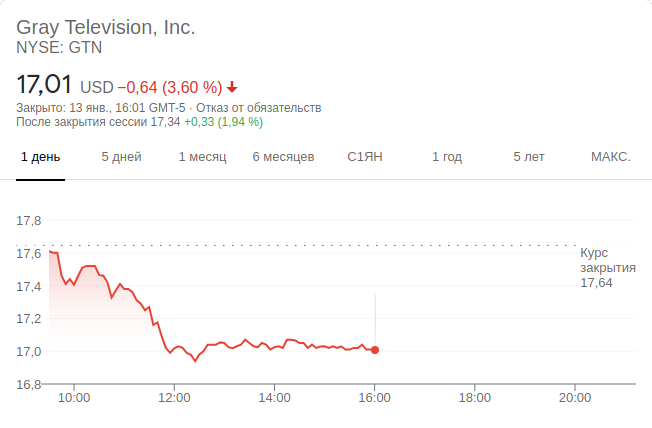 Gray Television, Inc.
NYSE: GTN
17,01 USD −0,64 (3,60 %)
Закрыто: 13 янв., 16:01 GMT-5 · Отказ от обязательств
После закрытия сессии 17,34 +0,33 (1,94 %)
1 день 5 дней 1 месяц 6 месяцев С1ЯН 1 год 5 лет МАКС.
17,8
17,6
17,4
17,2
17,0
16,8
Курс
закрытия
17,64
10:00 12:00 14:00 16:00 18:00 20:00